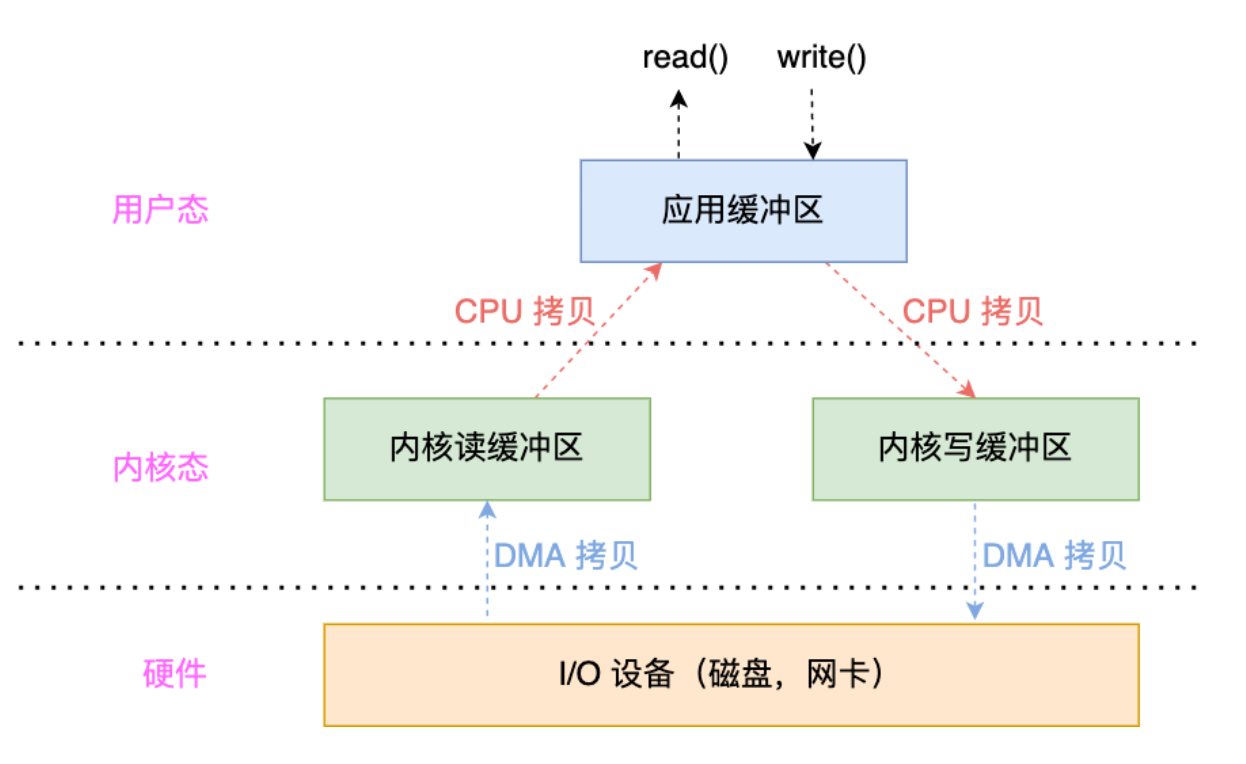 read()
write()
用户态
应用缓冲区
CPU 拷贝
CPU 拷贝
内核态
内核读缓冲区
内核写缓冲区
DMA 拷贝
DMA 拷贝
硬件
I/O 设备（磁盘，网卡）